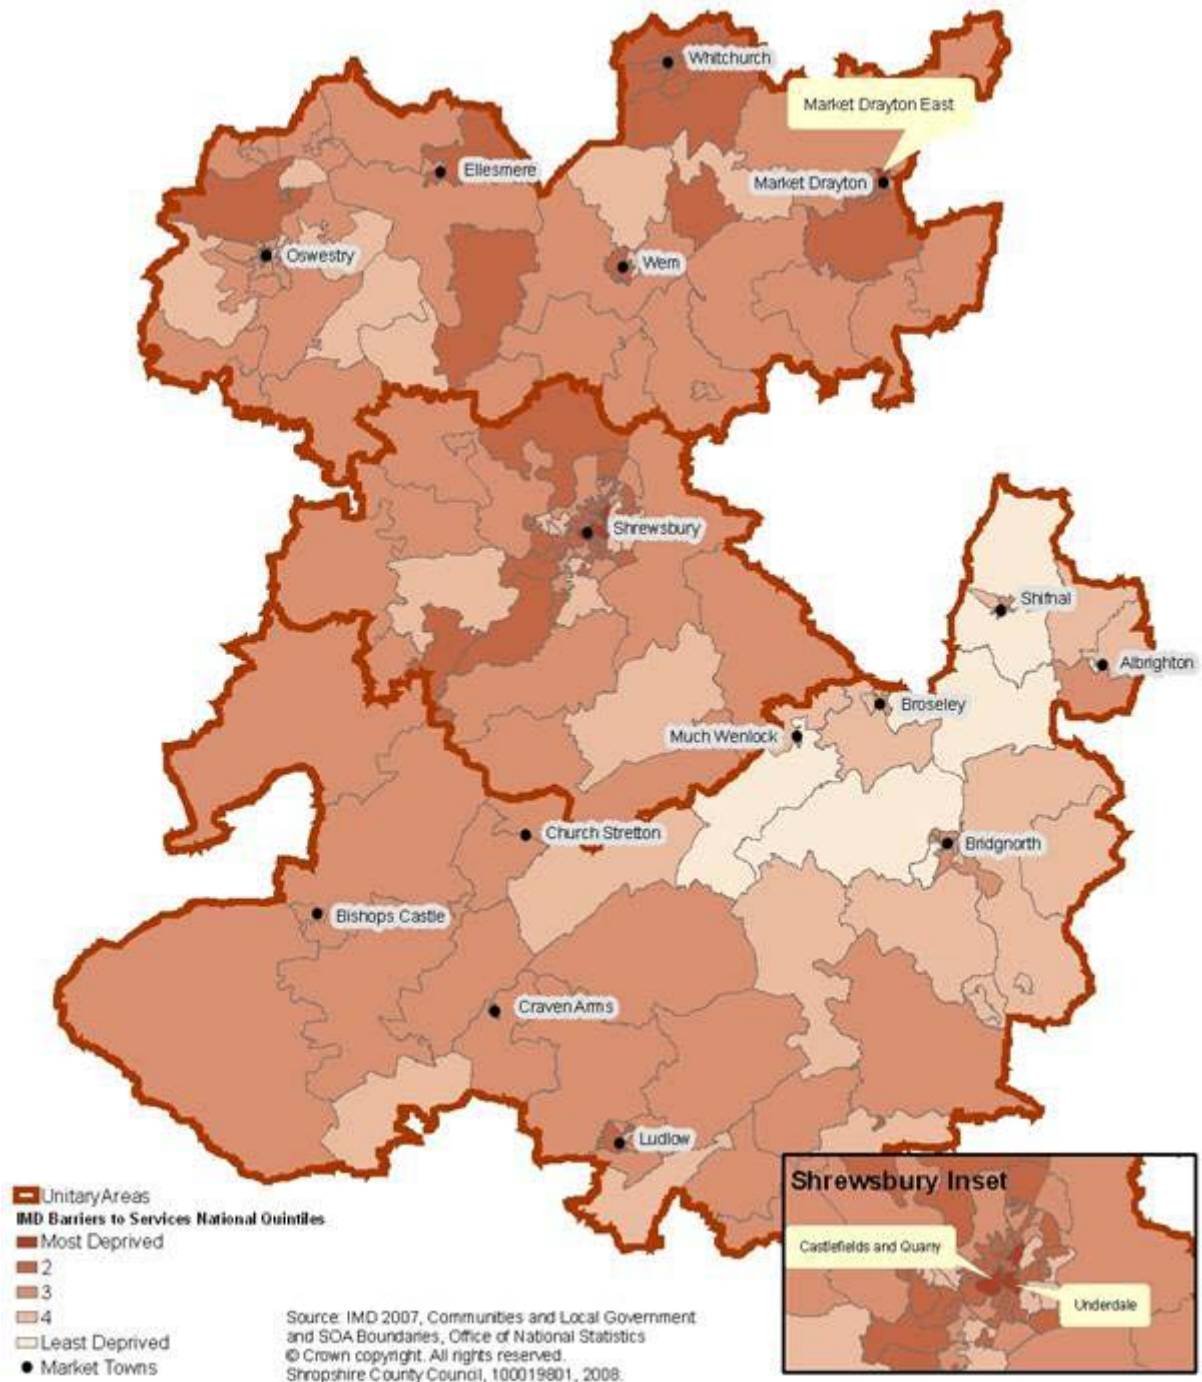 Whitchurch
Market Drayton East
Ellesmere
Market Drayton
Oswestry
Wem
Shrewsbury
Shifnal
Albrighton
Broseley
Much Wenlock
Church Stretton
Bridgnorth
Bishops Castle
Craven Arms
Ludlow
Unitary Areas
IMD Barriers to Services National Quintiles
Most Deprived
2
3
4
Least Deprived
Market Towns
Source: IMD 2007, Communities and Local Government
and SOA Boundaries, Office of National Statistics
© Crown copyright. All rights reserved.
Shropshire County Council, 100019801, 2008.
Shrewsbury Inset
Castlefields and Quarry
Underdale